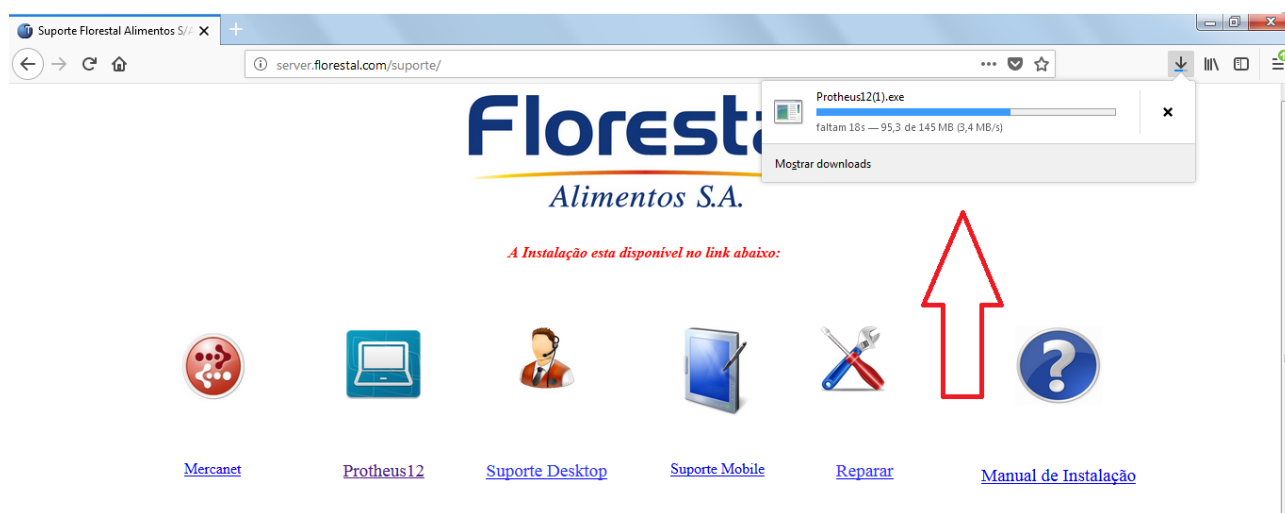 Suporte Florestal Alimentos S/A
server.florestal.com/suporte/
Protheus12(1).exe
faltam 18s — 95,3 de 145 MB (3,4 MB/s)
Mostrar downloads
Floresta
Alimentos S.A.
A Instalação esta disponível no link abaixo:
Mercanet
Protheus12
Suporte Desktop
Suporte Mobile
Reparar
Manual de Instalação